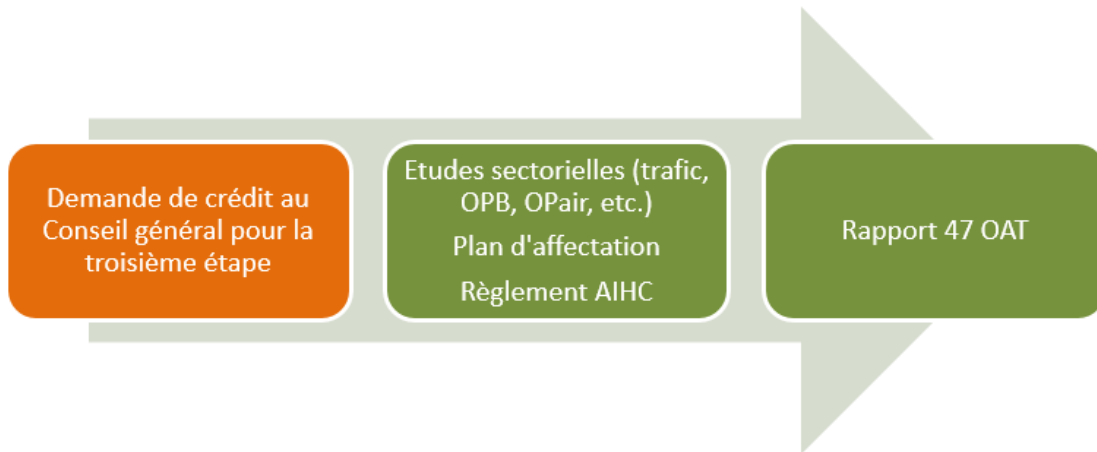 Demande de crédit au
Conseil général pour la
troisième étape
Etudes sectorielles (trafic,
OPB, OPair, etc.)
Plan d'affectation
Règlement AIHC
Rapport 47 OAT